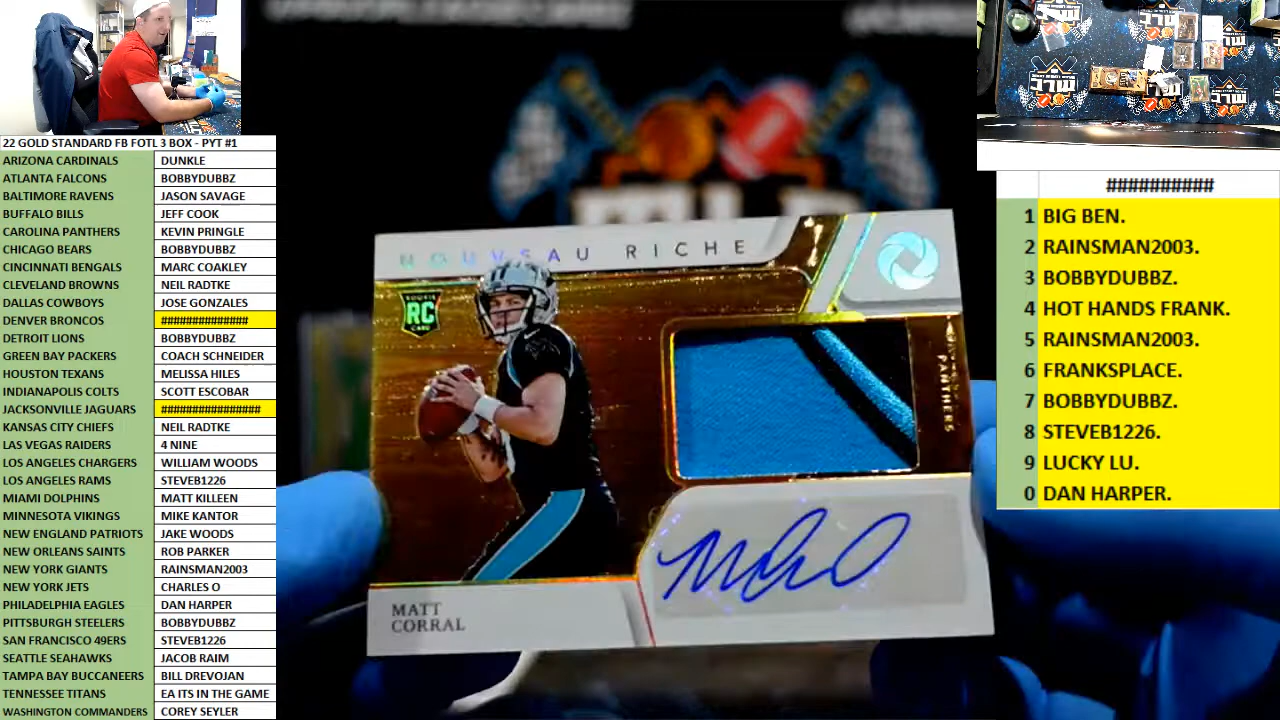 22 GOLD STANDARD FB FOTL 3 BOX - PYT #1
ARIZONA CARDINALS DUNKLE
ATLANTA FALCONS BOBBYDUBBZ
BALTIMORE RAVENS JASON SAVAGE
BUFFALO BILLS JEFF COOK
CAROLINA PANTHERS KEVIN PRINGLE
CHICAGO BEARS BOBBYDUBBZ
CINCINNATI BENGALS MARC COAKLEY
CLEVELAND BROWNS NEIL RADTKE
DALLAS COWBOYS JOSE GONZALES
DENVER BRONCOS ##############
DETROIT LIONS BOBBYDUBBZ
GREEN BAY PACKERS COACH SCHNEIDER
HOUSTON TEXANS MELISSA HILES
INDIANAPOLIS COLTS SCOTT ESCOBAR
JACKSONVILLE JAGUARS ################
KANSAS CITY CHIEFS NEIL RADTKE
LAS VEGAS RAIDERS 4 NINE
LOS ANGELES CHARGERS WILLIAM WOODS
LOS ANGELES RAMS STEVEB1226
MIAMI DOLPHINS MATT KILLEEN
MINNESOTA VIKINGS MIKE KANTOR
NEW ENGLAND PATRIOTS JAKE WOODS
NEW ORLEANS SAINTS ROB PARKER
NEW YORK GIANTS RAINSMAN2003
NEW YORK JETS CHARLES O
PHILADELPHIA EAGLES DAN HARPER
PITTSBURGH STEELERS BOBBYDUBBZ
SAN FRANCISCO 49ERS STEVEB1226
SEATTLE SEAHAWKS JACOB RAIM
TAMPA BAY BUCCANEERS BILL DREVOJAN
TENNESSEE TITANS EA ITS IN THE GAME
WASHINGTON COMMANDERS COREY SEYLER
NOUVEAU RICHE
ROOKIE
RC
CARD
PANTHERS
MATT
CORRAL
##########
1 BIG BEN.
2 RAINSMAN2003.
3 BOBBYDUBBZ.
4 HOT HANDS FRANK.
5 RAINSMAN2003.
6 FRANKSPLACE.
7 BOBBYDUBBZ.
8 STEVEB1226.
9 LUCKY LU.
0 DAN HARPER.